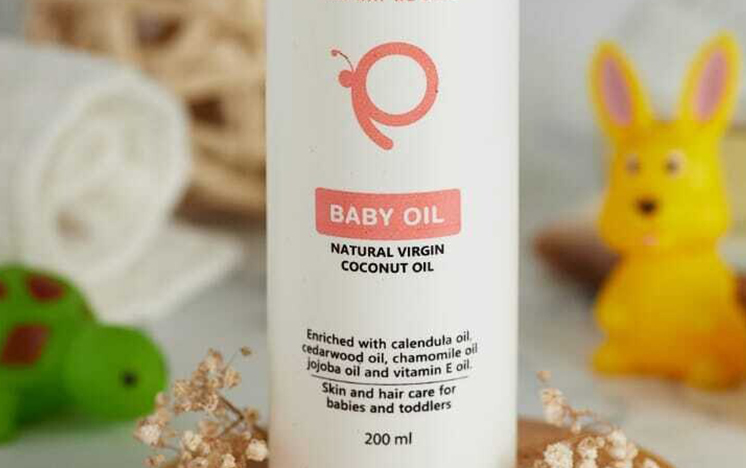 BABY OIL
NATURAL VIRGIN
COCONUT OIL
Enriched with calendula oil,
cedarwood oil, chamomile oil
jojoba oil and vitamin E oil.
Skin and hair care for
babies and toddlers
200 ml